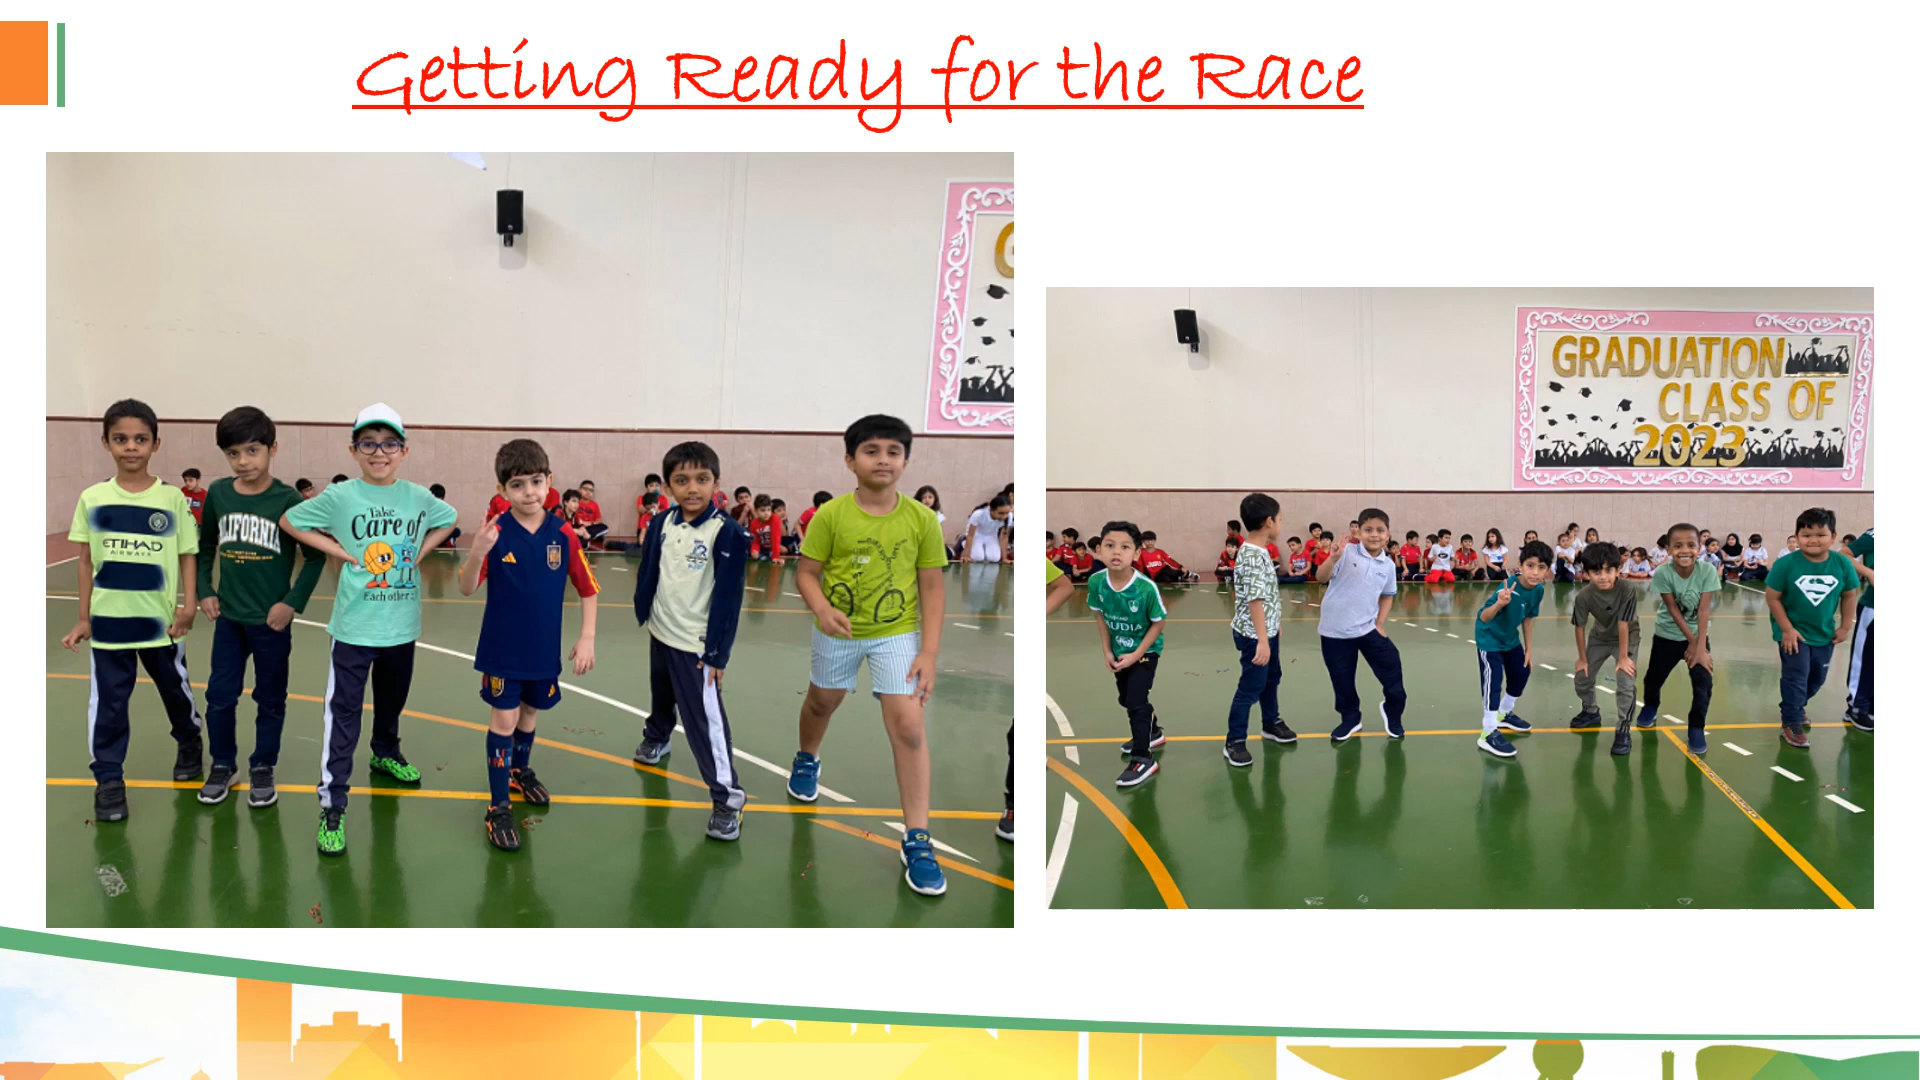 Getting Ready for the Race
ETIHAD
AIRWAYS
CALIFORNIA
Take
Care of
Each other
GRADUATION
CLASS OF
2023